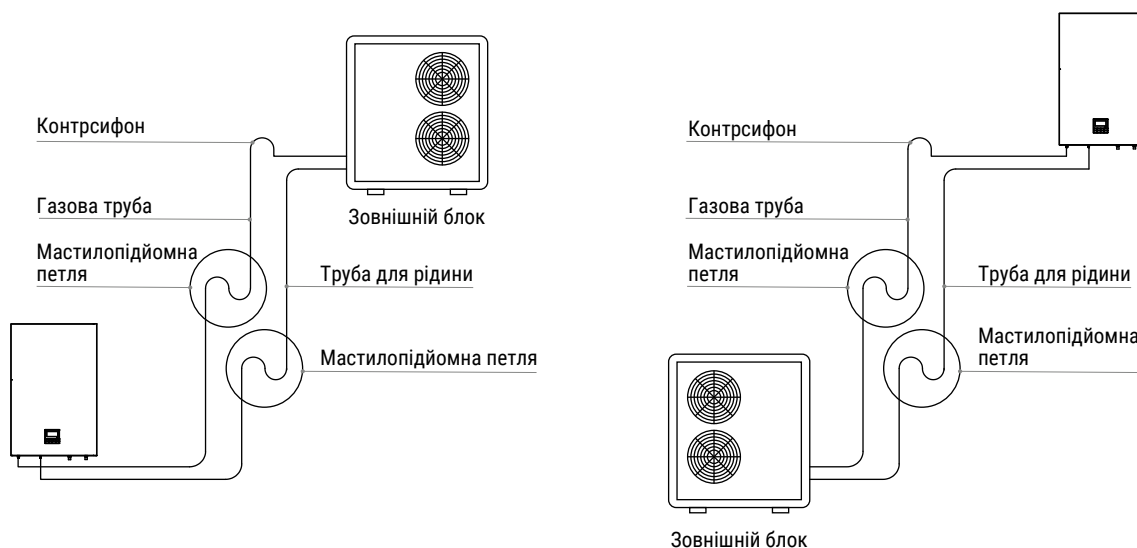 Контрсифон
Газова труба
Зовнішній блок
Мастилопідйомна
петля
Труба для рідини
Мастилопідйомна петля
Контрсифон
Газова труба
Мастилопідйомна
петля
Труба для рідини
Мастилопідйомна
петля
Зовнішній блок